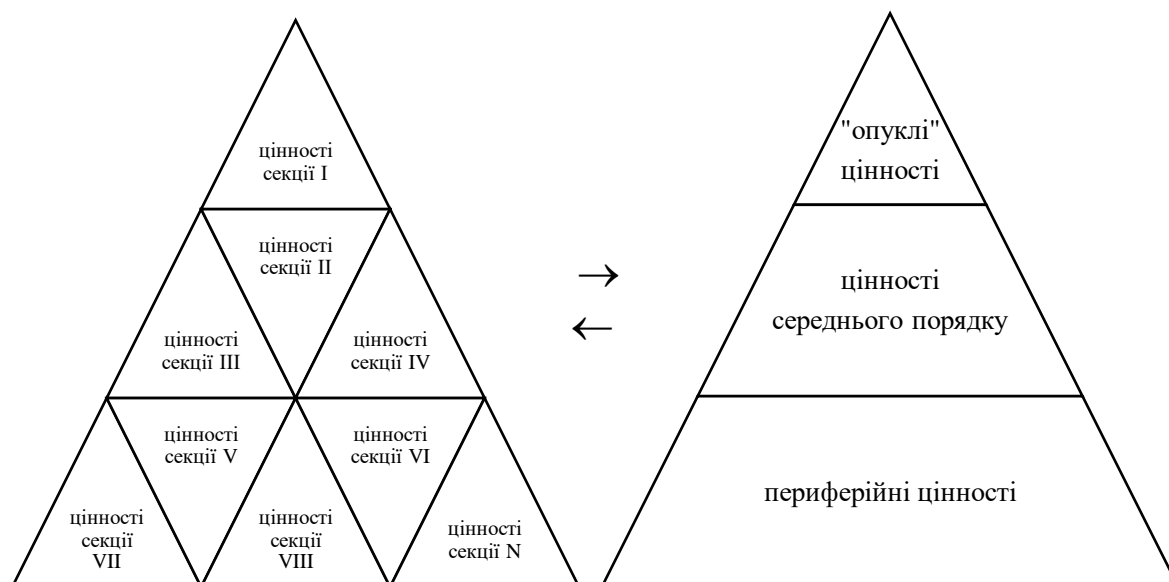 цінності
секції I
цінності
секції II
цінності
секції III
цінності
секції IV
цінності
секції V
цінності
секції VI
цінності
секції
VII
цінності
секції
VIII
цінності
секції N
→
←
"опуклі"
цінності
цінності
середнього порядку
периферійні цінності